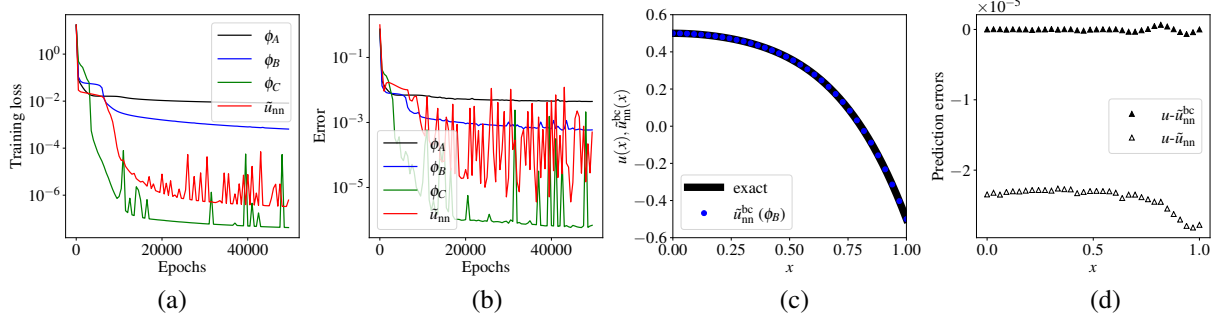 10⁰
10⁻²
10⁻⁴
10⁻⁶
Training loss
0
20000
40000
Epochs
ϕ_A
ϕ_B
ϕ_C
ũ_nn
(a)
10⁻¹
10⁻³
10⁻⁵
Error
0
20000
40000
Epochs
ϕ_A
ϕ_B
ϕ_C
ũ_nn
(b)
0.6
0.4
0.2
0.0
−0.2
−0.4
−0.6
u(x), ũ_nn^bc(x)
0.00
0.25
0.50
0.75
1.00
x
exact
ũ_nn^bc (ϕ_B)
(c)
×10⁻⁵
0
−1
−2
Prediction errors
0.0
0.5
1.0
x
u-ũ_nn^bc
u-ũ_nn
(d)